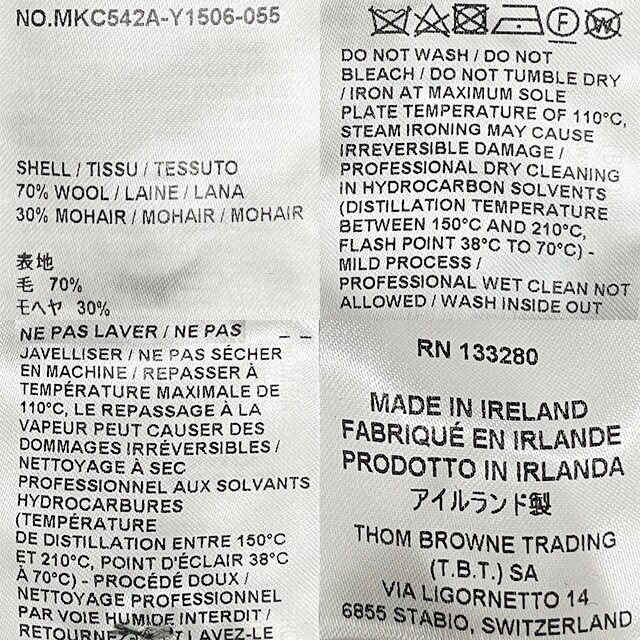 NO.MKC542A-Y1506-055
SHELL / TISSU / TESSUTO
70% WOOL / LAINE / LANA
30% MOHAIR / MOHAIR / MOHAIR
表地
毛 70%
モヘヤ 30%
DO NOT WASH / DO NOT
BLEACH / DO NOT TUMBLE DRY
/ IRON AT MAXIMUM SOLE
PLATE TEMPERATURE OF 110°C,
STEAM IRONING MAY CAUSE
IRREVERSIBLE DAMAGE /
PROFESSIONAL DRY CLEANING
IN HYDROCARBON SOLVENTS
(DISTILLATION TEMPERATURE
BETWEEN 150°C AND 210°C,
FLASH POINT 38°C TO 70°C) -
MILD PROCESS /
PROFESSIONAL WET CLEAN NOT
ALLOWED / WASH INSIDE OUT
NE PAS LAVER / NE PAS
JAVELLISER / NE PAS SÉCHER
EN MACHINE / REPASSER À
TEMPÉRATURE MAXIMALE DE
110°C, LE REPASSAGE À LA
VAPEUR PEUT CAUSER DES
DOMMAGES IRRÉVERSIBLES /
NETTOYAGE À SEC
PROFESSIONNEL AUX SOLVANTS
HYDROCARBURES
(TEMPÉRATURE
DE DISTILLATION ENTRE 150°C
ET 210°C, POINT D'ÉCLAIR 38°C
À 70°C) - PROCÉDÉ DOUX /
NETTOYAGE PROFESSIONNEL
PAR VOIE HUMIDE INTERDIT /
LAVEZ-LE
RN 133280
MADE IN IRELAND
FABRIQUÉ EN IRLANDE
PRODOTTO IN IRLANDA
アイルランド製
THOM BROWNE TRADING
(T.B.T.) SA
VIA LIGORNETTO 14
6855 STABIO, SWITZERLAND